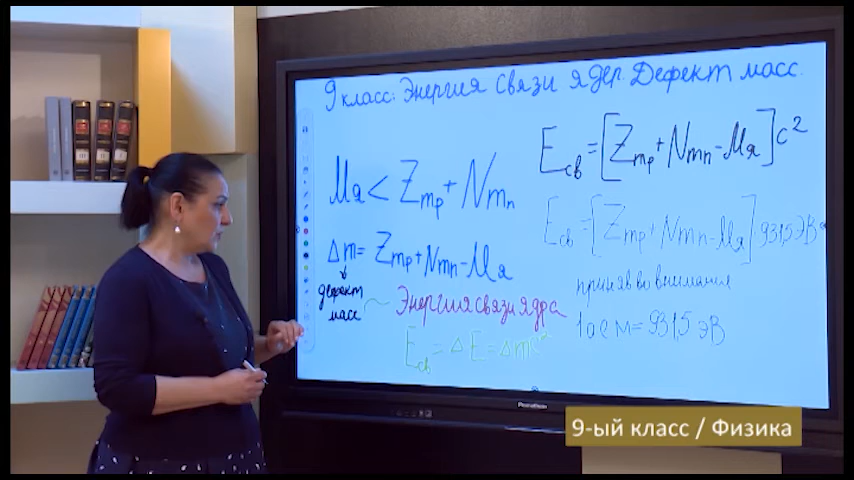 9 класс: Энергия связи ядер. Дефект масс.
Mя < Zmp + Nmn
Δm = Zmp + Nmn - Mя
дефект
масс
Энергия связи ядра
Eсв = ΔE = Δmc²
Eсв = [Zmp + Nmn - Mя] c²
Eсв = [Zmp + Nmn - Mя] · 931,5 эВ
приняв во внимание
1 а е м = 931,5 эВ
Promethean
9-ый класс / Физика